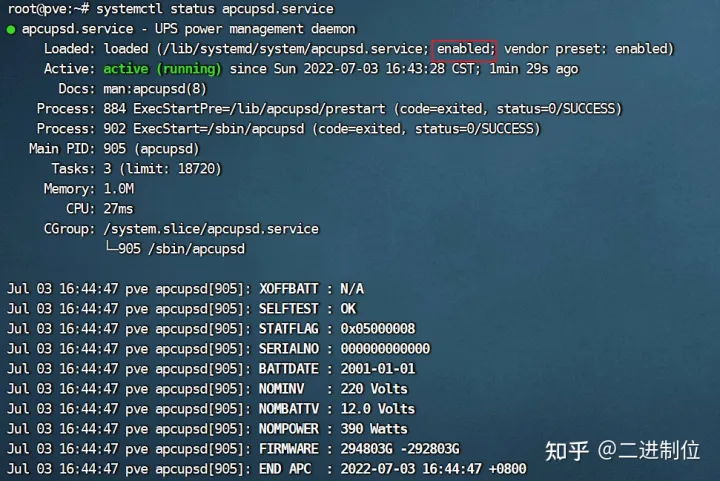 root@pve:~# systemctl status apcupsd.service
● apcupsd.service - UPS power management daemon
Loaded: loaded (/lib/systemd/system/apcupsd.service; enabled; vendor preset: enabled)
Active: active (running) since Sun 2022-07-03 16:43:28 CST; 1min 29s ago
Docs: man:apcupsd(8)
Process: 884 ExecStartPre=/lib/apcupsd/prestart (code=exited, status=0/SUCCESS)
Process: 902 ExecStart=/sbin/apcupsd (code=exited, status=0/SUCCESS)
Main PID: 905 (apcupsd)
Tasks: 3 (limit: 18720)
Memory: 1.0M
CPU: 27ms
CGroup: /system.slice/apcupsd.service
└─905 /sbin/apcupsd
Jul 03 16:44:47 pve apcupsd[905]: XOFFBATT : N/A
Jul 03 16:44:47 pve apcupsd[905]: SELFTEST : OK
Jul 03 16:44:47 pve apcupsd[905]: STATFLAG : 0x05000008
Jul 03 16:44:47 pve apcupsd[905]: SERIALNO : 000000000000
Jul 03 16:44:47 pve apcupsd[905]: BATTDATE : 2001-01-01
Jul 03 16:44:47 pve apcupsd[905]: NOMINV   : 220 Volts
Jul 03 16:44:47 pve apcupsd[905]: NOMBATTV : 12.0 Volts
Jul 03 16:44:47 pve apcupsd[905]: NOMPOWER : 390 Watts
Jul 03 16:44:47 pve apcupsd[905]: FIRMWARE : 294803G -292803G
Jul 03 16:44:47 pve apcupsd[905]: END APC  : 2022-07-03 16:44:47 +0800
知乎 @二进制位